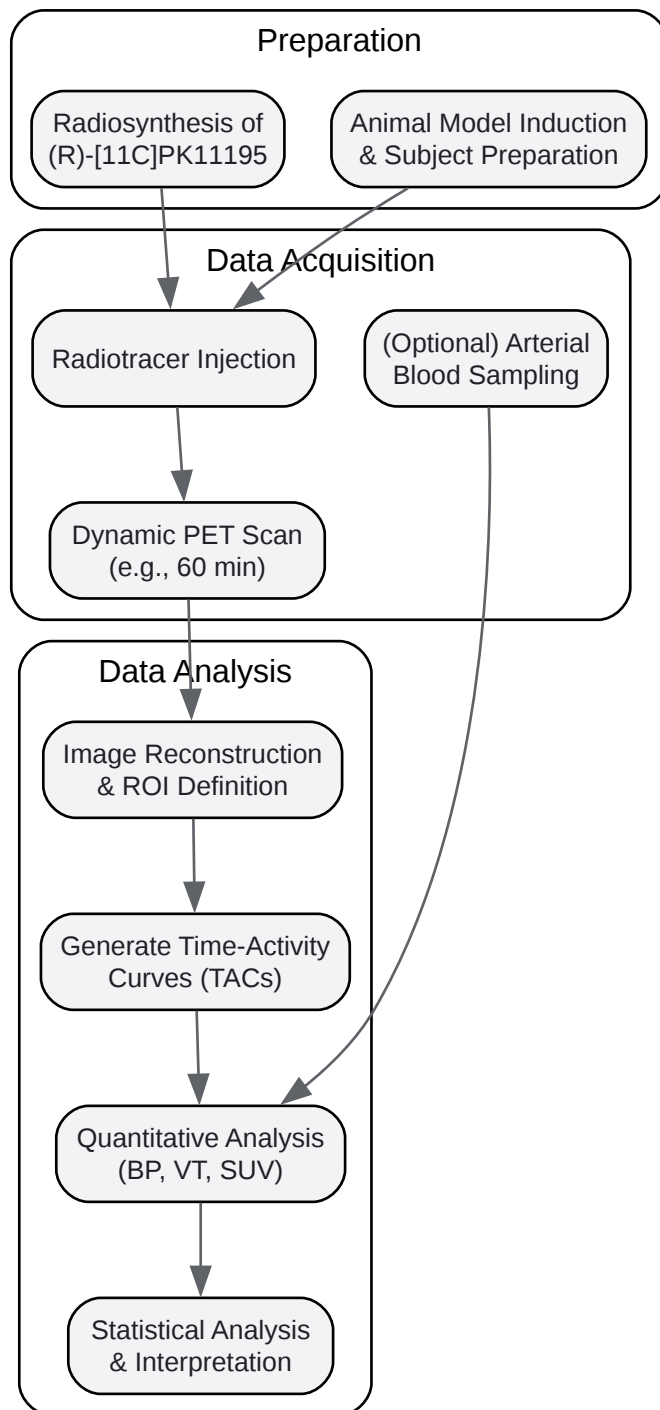 Preparation
Radiosynthesis of
(R)-[11C]PK11195
Animal Model Induction
& Subject Preparation
Data Acquisition
Radiotracer Injection
(Optional) Arterial
Blood Sampling
Dynamic PET Scan
(e.g., 60 min)
Data Analysis
Image Reconstruction
& ROI Definition
Generate Time-Activity
Curves (TACs)
Quantitative Analysis
(BP, VT, SUV)
Statistical Analysis
& Interpretation